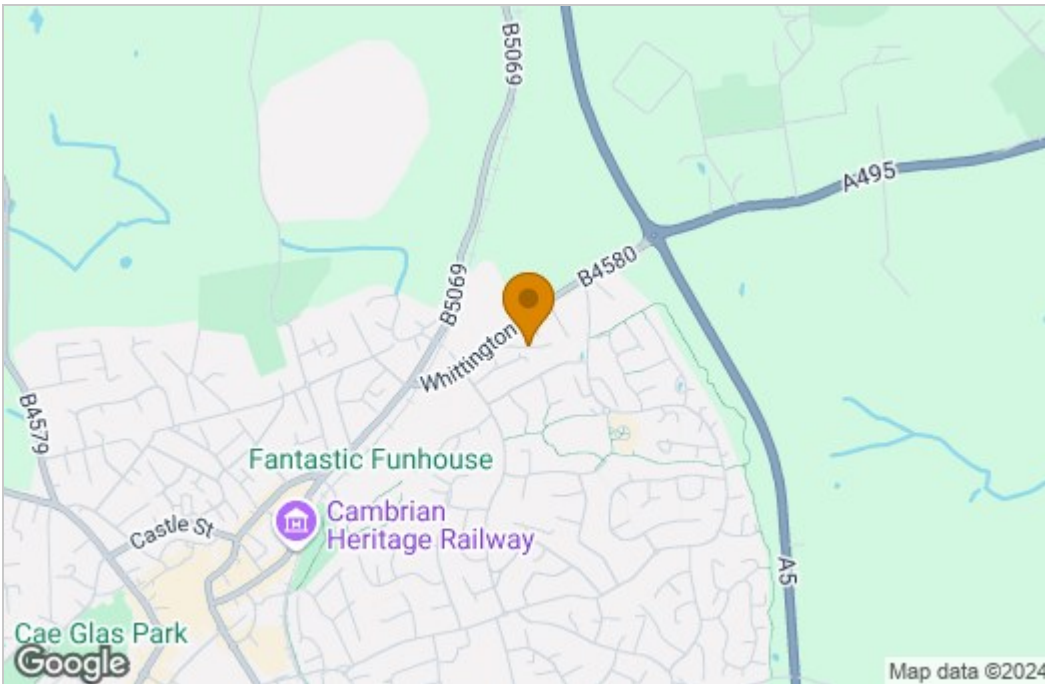 B5069
A495
B4580
B5069
Whittington
B4579
Fantastic Funhouse
Cambrian
Heritage Railway
Castle St
A5
Cae Glas Park
Google
Map data ©2024